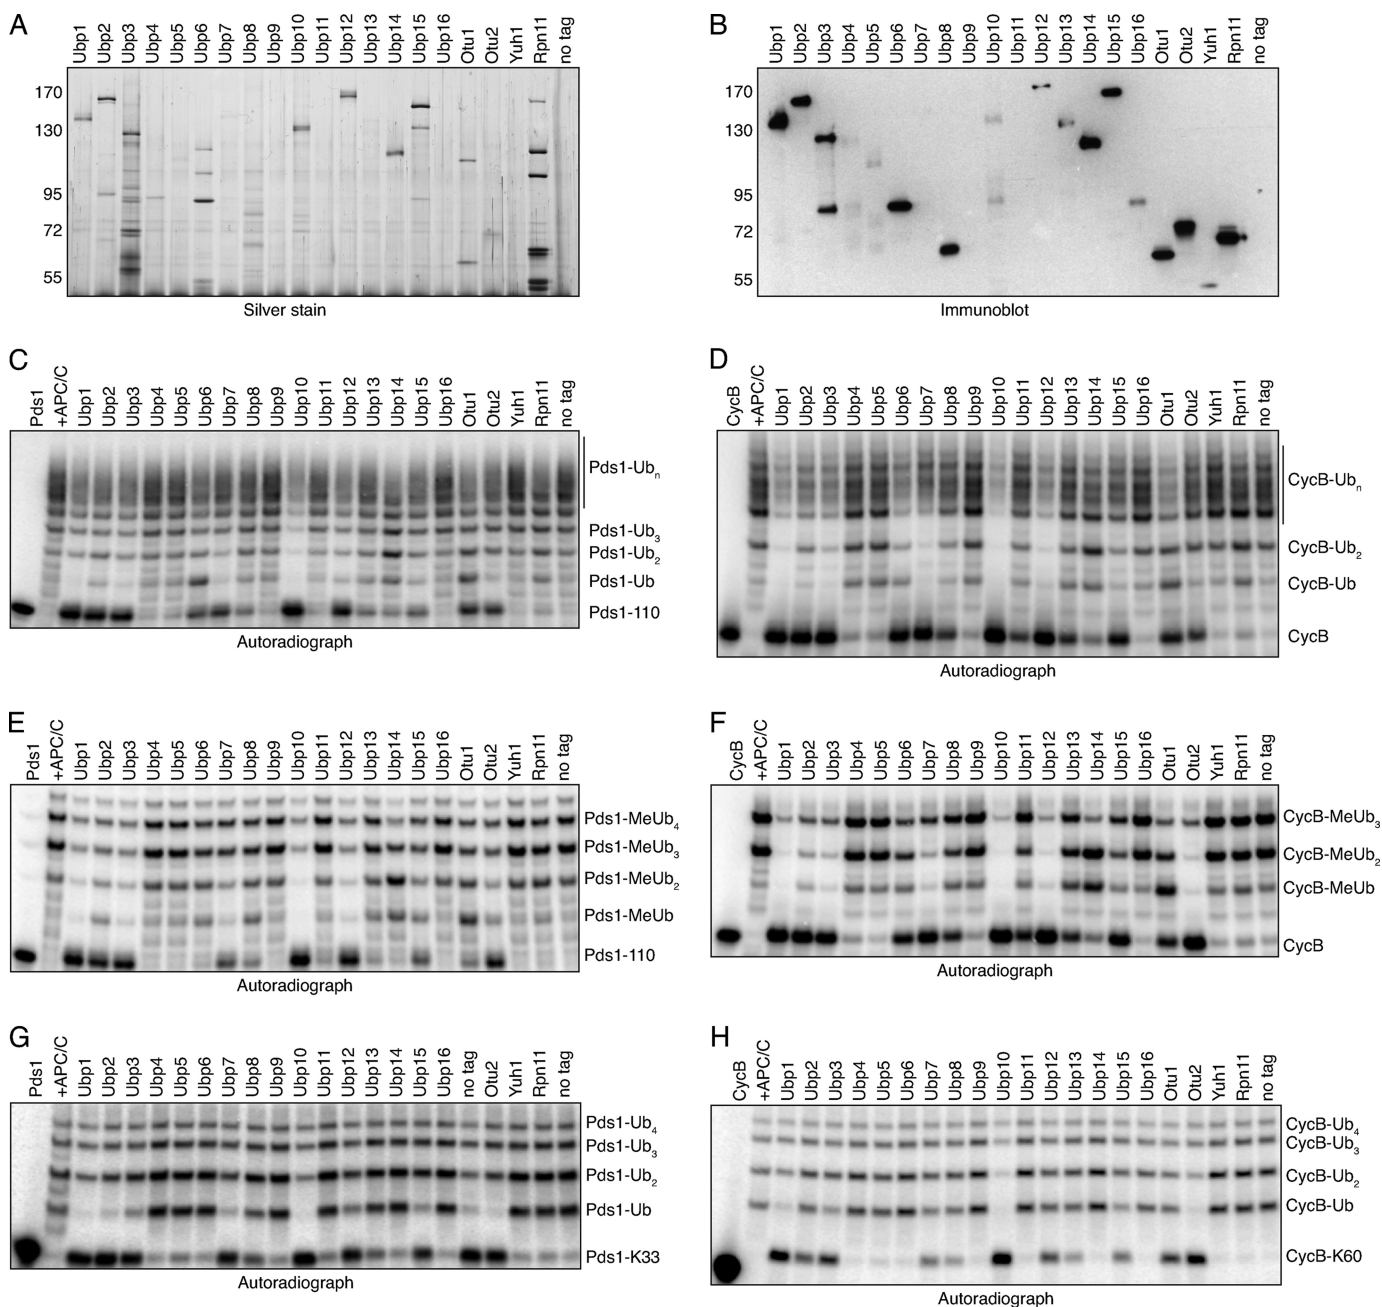 A
Ubp1 Ubp2 Ubp3 Ubp4 Ubp5 Ubp6 Ubp7 Ubp8 Ubp9 Ubp10 Ubp11 Ubp12 Ubp13 Ubp14 Ubp15 Ubp16 Otu1 Otu2 Yuh1 Rpn11 no tag
170
130
95
72
55
Silver stain
B
Ubp1 Ubp2 Ubp3 Ubp4 Ubp5 Ubp6 Ubp7 Ubp8 Ubp9 Ubp10 Ubp11 Ubp12 Ubp13 Ubp14 Ubp15 Ubp16 Otu1 Otu2 Yuh1 Rpn11 no tag
170
130
95
72
55
Immunoblot
C
Pds1 +APC/C Ubp1 Ubp2 Ubp3 Ubp4 Ubp5 Ubp6 Ubp7 Ubp8 Ubp9 Ubp10 Ubp11 Ubp12 Ubp13 Ubp14 Ubp15 Ubp16 Otu1 Otu2 Yuh1 Rpn11 no tag
Pds1-Ubn
Pds1-Ub3
Pds1-Ub2
Pds1-Ub
Pds1-110
Autoradiograph
D
CycB +APC/C Ubp1 Ubp2 Ubp3 Ubp4 Ubp5 Ubp6 Ubp7 Ubp8 Ubp9 Ubp10 Ubp11 Ubp12 Ubp13 Ubp14 Ubp15 Ubp16 Otu1 Otu2 Yuh1 Rpn11 no tag
CycB-Ubn
CycB-Ub2
CycB-Ub
CycB
Autoradiograph
E
Pds1 +APC/C Ubp1 Ubp2 Ubp3 Ubp4 Ubp5 Ubp6 Ubp7 Ubp8 Ubp9 Ubp10 Ubp11 Ubp12 Ubp13 Ubp14 Ubp15 Ubp16 Otu1 Otu2 Yuh1 Rpn11 no tag
Pds1-MeUb4
Pds1-MeUb3
Pds1-MeUb2
Pds1-MeUb
Pds1-110
Autoradiograph
F
CycB +APC/C Ubp1 Ubp2 Ubp3 Ubp4 Ubp5 Ubp6 Ubp7 Ubp8 Ubp9 Ubp10 Ubp11 Ubp12 Ubp13 Ubp14 Ubp15 Ubp16 Otu1 Otu2 Yuh1 Rpn11 no tag
CycB-MeUb3
CycB-MeUb2
CycB-MeUb
CycB
Autoradiograph
G
Pds1 +APC/C Ubp1 Ubp2 Ubp3 Ubp4 Ubp5 Ubp6 Ubp7 Ubp8 Ubp9 Ubp10 Ubp11 Ubp12 Ubp13 Ubp14 Ubp15 Ubp16 no tag Otu2 Yuh1 Rpn11 no tag
Pds1-Ub4
Pds1-Ub3
Pds1-Ub2
Pds1-Ub
Pds1-K33
Autoradiograph
H
CycB +APC/C Ubp1 Ubp2 Ubp3 Ubp4 Ubp5 Ubp6 Ubp7 Ubp8 Ubp9 Ubp10 Ubp11 Ubp12 Ubp13 Ubp14 Ubp15 Ubp16 Otu1 Otu2 Yuh1 Rpn11 no tag
CycB-Ub4
CycB-Ub3
CycB-Ub2
CycB-Ub
CycB-K60
Autoradiograph